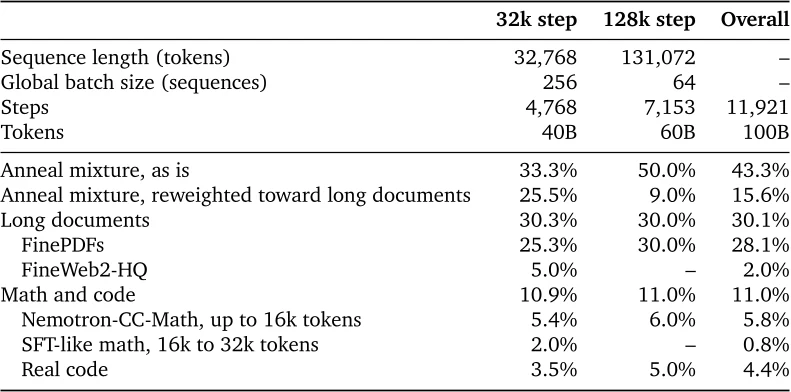 32k step 128k step Overall
Sequence length (tokens) 32,768 131,072 –
Global batch size (sequences) 256 64 –
Steps 4,768 7,153 11,921
Tokens 40B 60B 100B
Anneal mixture, as is 33.3% 50.0% 43.3%
Anneal mixture, reweighted toward long documents 25.5% 9.0% 15.6%
Long documents 30.3% 30.0% 30.1%
FinePDFs 25.3% 30.0% 28.1%
FineWeb2-HQ 5.0% – 2.0%
Math and code 10.9% 11.0% 11.0%
Nemotron-CC-Math, up to 16k tokens 5.4% 6.0% 5.8%
SFT-like math, 16k to 32k tokens 2.0% – 0.8%
Real code 3.5% 5.0% 4.4%